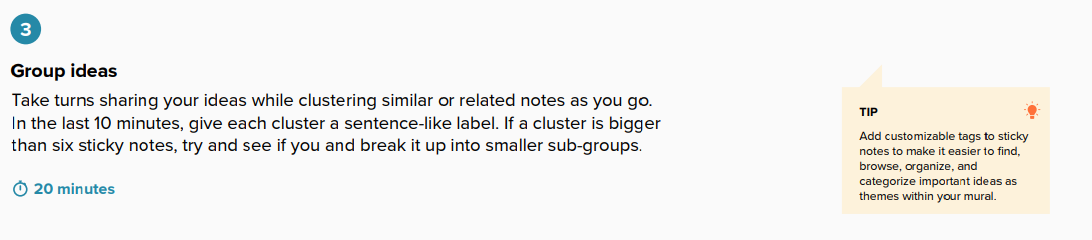 3
Group ideas
Take turns sharing your ideas while clustering similar or related notes as you go.
In the last 10 minutes, give each cluster a sentence-like label. If a cluster is bigger
than six sticky notes, try and see if you and break it up into smaller sub-groups.
20 minutes
TIP
Add customizable tags to sticky
notes to make it easier to find,
browse, organize, and
categorize important ideas as
themes within your mural.